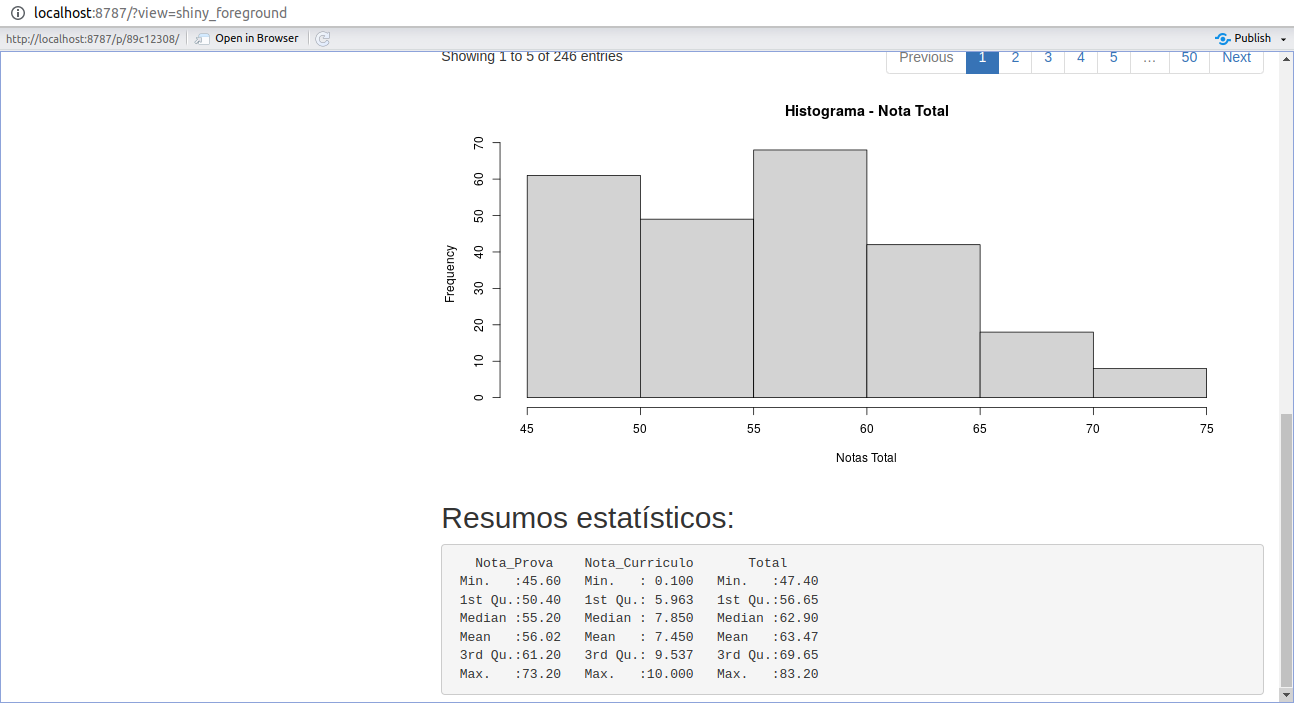 localhost:8787/?view=shiny_foreground
http://localhost:8787/p/89c12308/ Open in Browser Publish
Showing 1 to 5 of 246 entries Previous 1 2 3 4 5 … 50 Next
Histograma - Nota Total
Frequency
70
60
50
40
30
20
10
0
45 50 55 60 65 70 75
Notas Total
Resumos estatísticos:
Nota_Prova Nota_Curriculo Total
Min. :45.60 Min. : 0.100 Min. :47.40
1st Qu.:50.40 1st Qu.: 5.963 1st Qu.:56.65
Median :55.20 Median : 7.850 Median :62.90
Mean :56.02 Mean : 7.450 Mean :63.47
3rd Qu.:61.20 3rd Qu.: 9.537 3rd Qu.:69.65
Max. :73.20 Max. :10.000 Max. :83.20